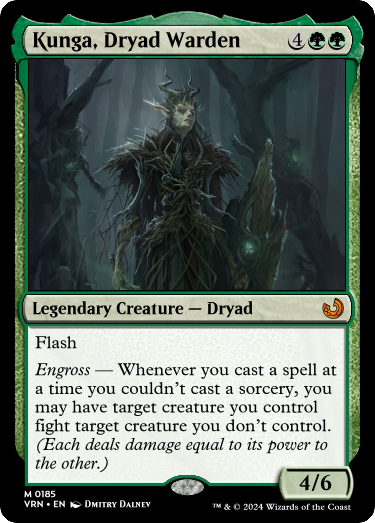 Kunga, Dryad Warden 4
Legendary Creature — Dryad
Flash
Engross — Whenever you cast a spell at
a time you couldn't cast a sorcery, you
may have target creature you control
fight target creature you don't control.
(Each deals damage equal to its power to
the other.)
4/6
M 0185
VRN • EN Dmitry Dalnev
™ & © 2024 Wizards of the Coast